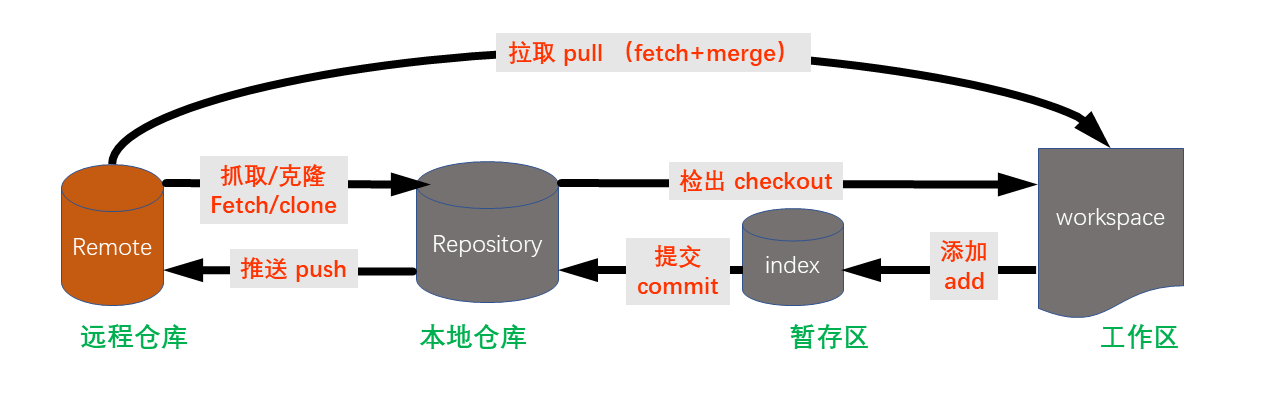 拉取 pull （fetch+merge）
抓取/克隆
Fetch/clone
检出 checkout
Remote
Repository
workspace
推送 push
提交
commit
index
添加
add
远程仓库
本地仓库
暂存区
工作区